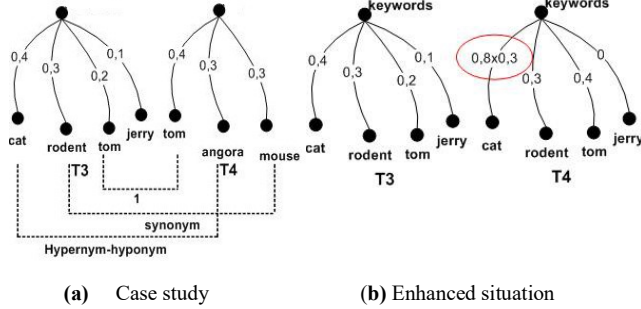 keywords keywords
0,4 0,3 0,2 0,1 0,4 0,3 0,3 0,4 0,3 0,2 0,1 0,8x0,3 0,3 0,4 0
cat rodent tom jerry tom angora mouse cat rodent tom jerry cat rodent tom jerry
T3 T4 T3 T4
1
synonym
Hypernym-hyponym
(a) Case study (b) Enhanced situation